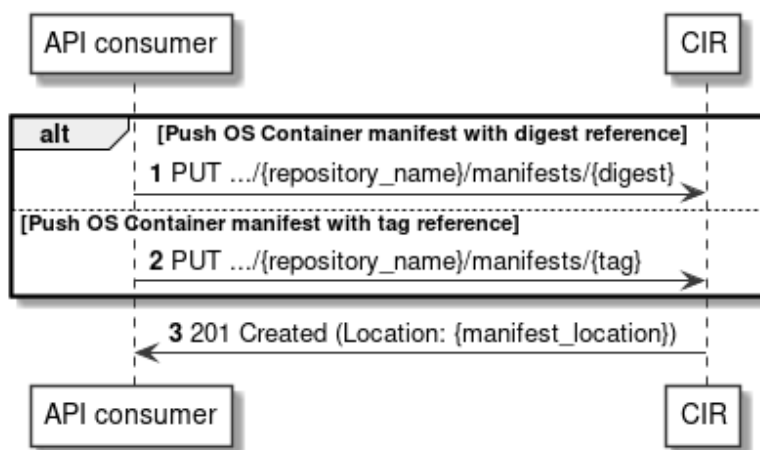 API consumer
CIR
alt
[Push OS Container manifest with digest reference]
1 PUT .../{repository_name}/manifests/{digest}
[Push OS Container manifest with tag reference]
2 PUT .../{repository_name}/manifests/{tag}
3 201 Created (Location: {manifest_location})
API consumer
CIR